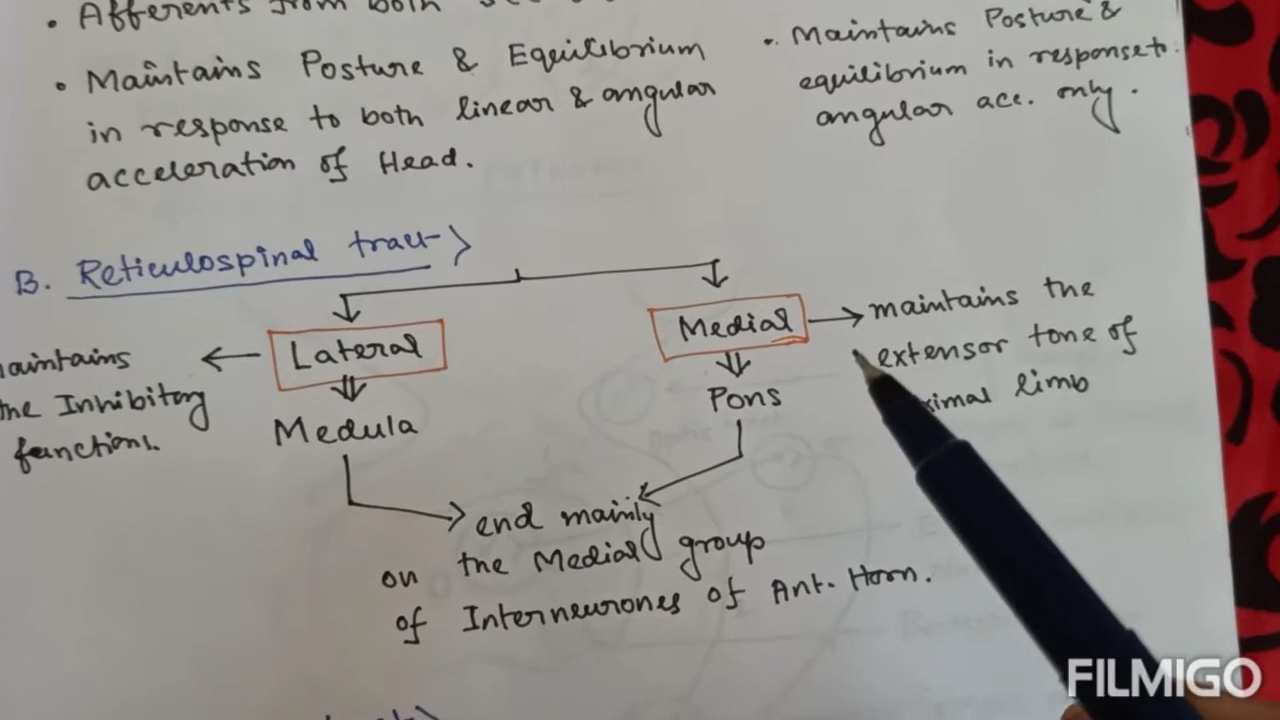 • Afferents from both
• Maintains Posture & Equilibrium
in response to both linear & angular
acceleration of Head.
• Maintains Posture &
equilibrium in response to
angular acc. only.
B. Reticulospinal tract
Lateral
aintains
the Inhibitory
functions.
Medula
Medial
maintains the
extensor tone of
ximal limb
Pons
end mainly
on the Medial group
of Interneurones of Ant. Horn.
FILMIGO